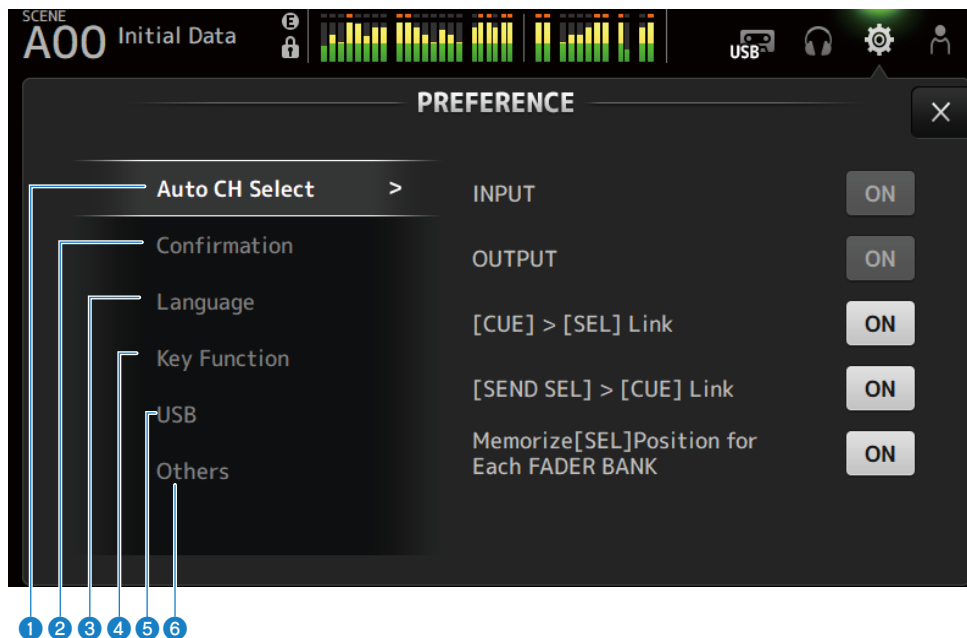 SCENE
A00 Initial Data
E
USB
PREFERENCE
Auto CH Select >
Confirmation
Language
Key Function
USB
Others
INPUT ON
OUTPUT ON
[CUE] > [SEL] Link ON
[SEND SEL] > [CUE] Link ON
Memorize[SEL]Position for
Each FADER BANK ON
1 2 3 4 5 6